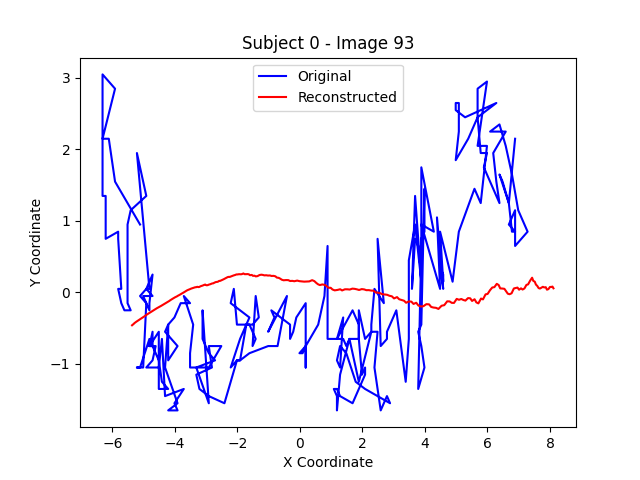 Subject 0 - Image 93
Original
Reconstructed
Y Coordinate
3
2
1
0
−1
−6
−4
−2
0
2
4
6
8
X Coordinate